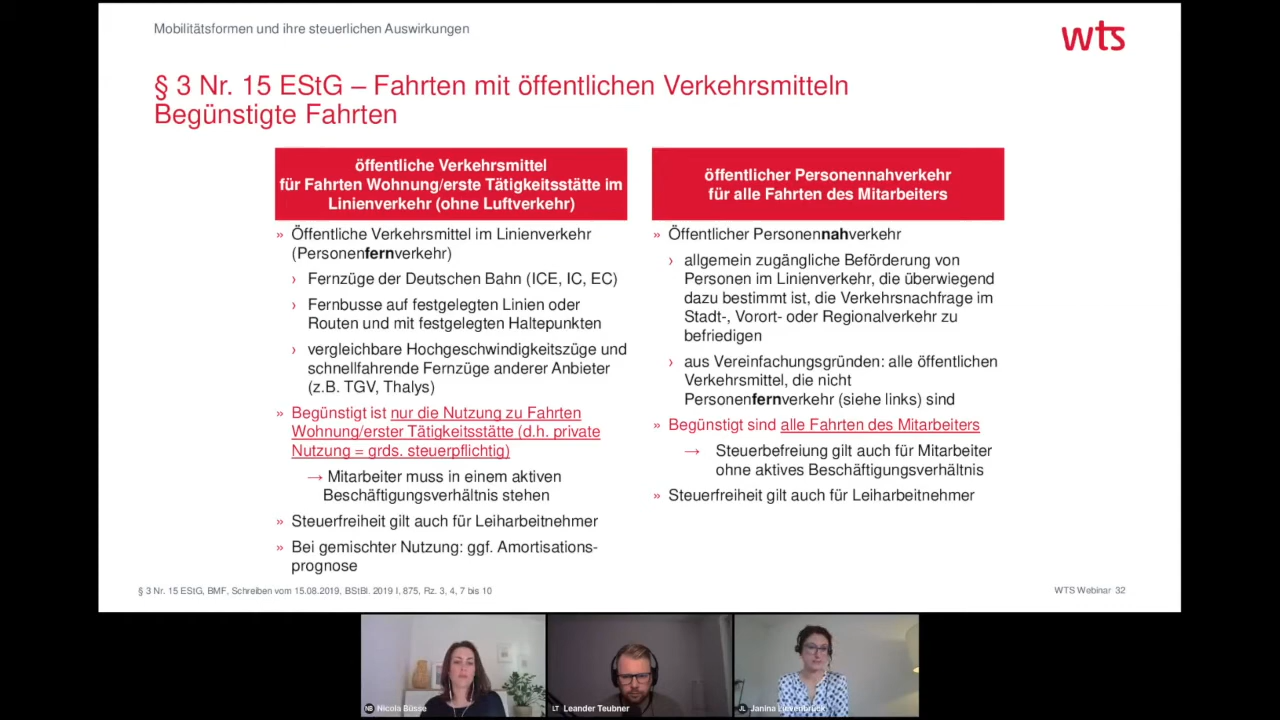 Mobilitätsformen und ihre steuerlichen Auswirkungen
wts
§ 3 Nr. 15 EStG – Fahrten mit öffentlichen Verkehrsmitteln
Begünstigte Fahrten
öffentliche Verkehrsmittel
für Fahrten Wohnung/erste Tätigkeitsstätte im
Linienverkehr (ohne Luftverkehr)
» Öffentliche Verkehrsmittel im Linienverkehr
(Personenfernverkehr)
› Fernzüge der Deutschen Bahn (ICE, IC, EC)
› Fernbusse auf festgelegten Linien oder
Routen und mit festgelegten Haltepunkten
› vergleichbare Hochgeschwindigkeitszüge und
schnellfahrende Fernzüge anderer Anbieter
(z.B. TGV, Thalys)
» Begünstigt ist nur die Nutzung zu Fahrten
Wohnung/erster Tätigkeitsstätte (d.h. private
Nutzung = grds. steuerpflichtig)
→ Mitarbeiter muss in einem aktiven
Beschäftigungsverhältnis stehen
» Steuerfreiheit gilt auch für Leiharbeitnehmer
» Bei gemischter Nutzung: ggf. Amortisations-
prognose
öffentlicher Personennahverkehr
für alle Fahrten des Mitarbeiters
» Öffentlicher Personennahverkehr
› allgemein zugängliche Beförderung von
Personen im Linienverkehr, die überwiegend
dazu bestimmt ist, die Verkehrsnachfrage im
Stadt-, Vorort- oder Regionalverkehr zu
befriedigen
› aus Vereinfachungsgründen: alle öffentlichen
Verkehrsmittel, die nicht
Personenfernverkehr (siehe links) sind
» Begünstigt sind alle Fahrten des Mitarbeiters
→ Steuerbefreiung gilt auch für Mitarbeiter
ohne aktives Beschäftigungsverhältnis
» Steuerfreiheit gilt auch für Leiharbeitnehmer
§ 3 Nr. 15 EStG, BMF, Schreiben vom 15.08.2019, BStBl. 2019 I, 875, Rz. 3, 4, 7 bis 10
WTS Webinar 32
NB Nicola Büsse
LT Leander Teubner
JL Janina